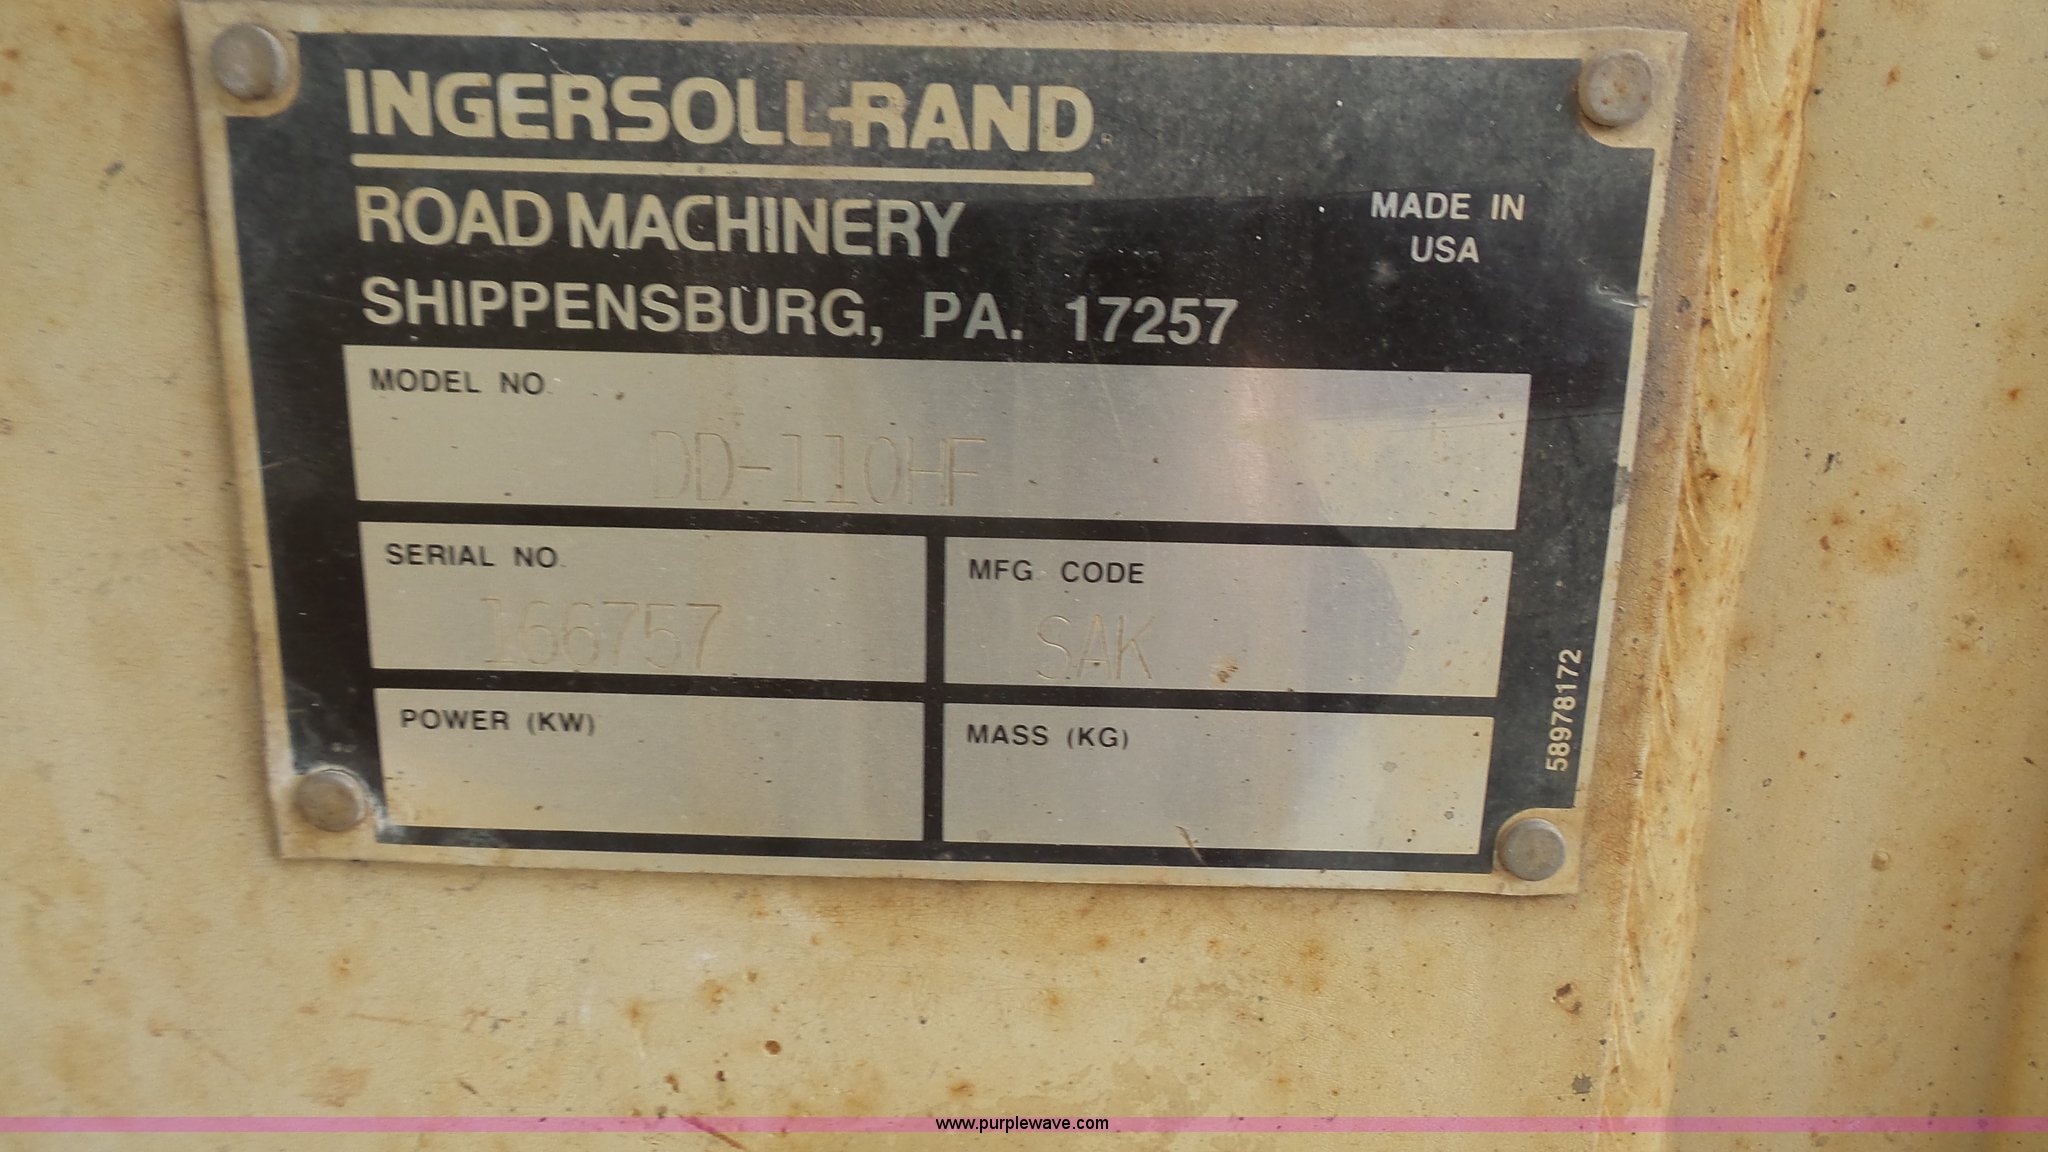 INGERSOLL-RAND
ROAD MACHINERY
SHIPPENSBURG, PA. 17257
MADE IN
USA
MODEL NO.
DD-110HF
SERIAL NO.
166757
MFG CODE
SAK
POWER (KW)
MASS (KG)
58978172
www.purplewave.com